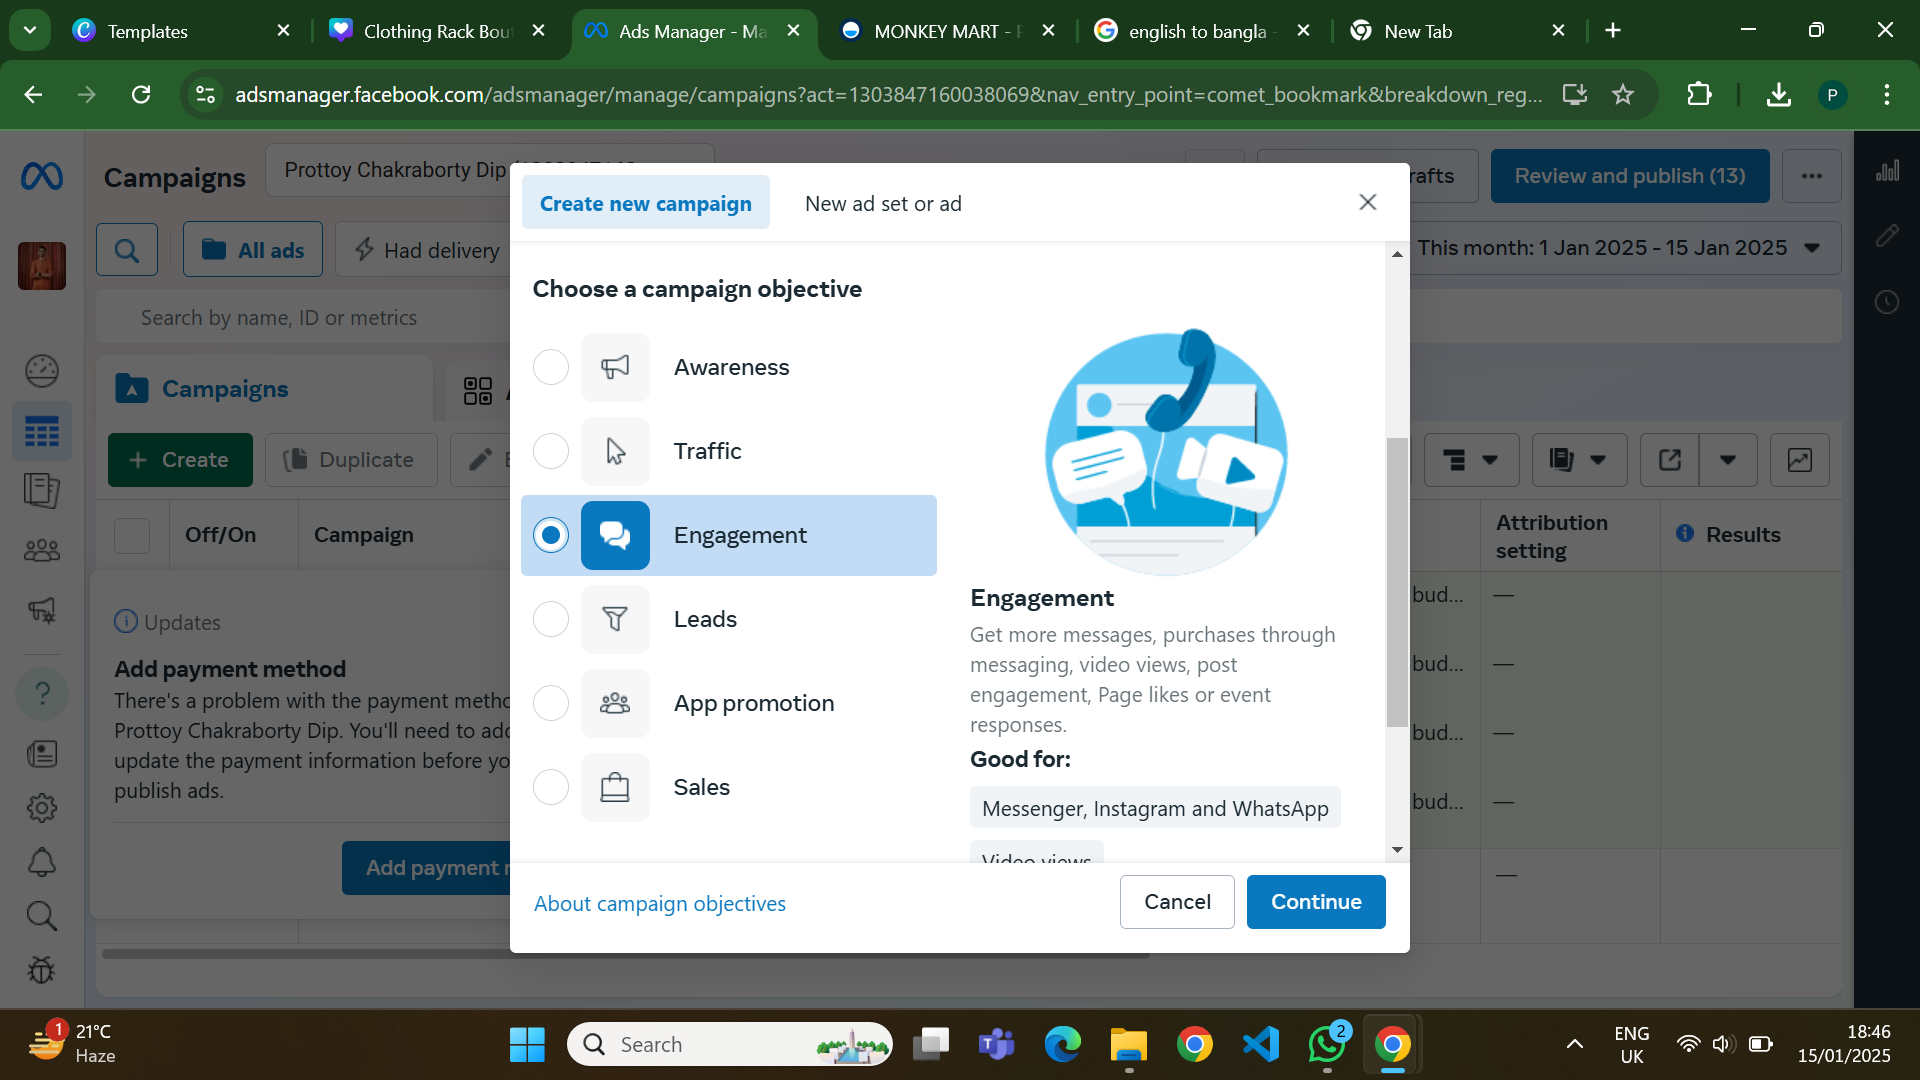 Templates
Clothing Rack Bou
Ads Manager - Ma
MONKEY MART - P
english to bangla -
New Tab
adsmanager.facebook.com/adsmanager/manage/campaigns?act=1303847160038069&nav_entry_point=comet_bookmark&breakdown_reg...
P
Campaigns
Prottoy Chakraborty Dip
rafts
Review and publish (13)
All ads
Had delivery
This month: 1 Jan 2025 - 15 Jan 2025
Search by name, ID or metrics
Campaigns
Create
Duplicate
Off/On
Campaign
Attribution
setting
Results
bud... —
bud... —
bud... —
bud... —
—
Updates
Add payment method
There's a problem with the payment metho
Prottoy Chakraborty Dip. You'll need to add
update the payment information before yo
publish ads.
Add payment
Create new campaign
New ad set or ad
Choose a campaign objective
Awareness
Traffic
Engagement
Leads
App promotion
Sales
Engagement
Get more messages, purchases through
messaging, video views, post
engagement, Page likes or event
responses.
Good for:
Messenger, Instagram and WhatsApp
Video views
About campaign objectives
Cancel
Continue
1
21°C
Haze
Search
2
ENG
UK
18:46
15/01/2025